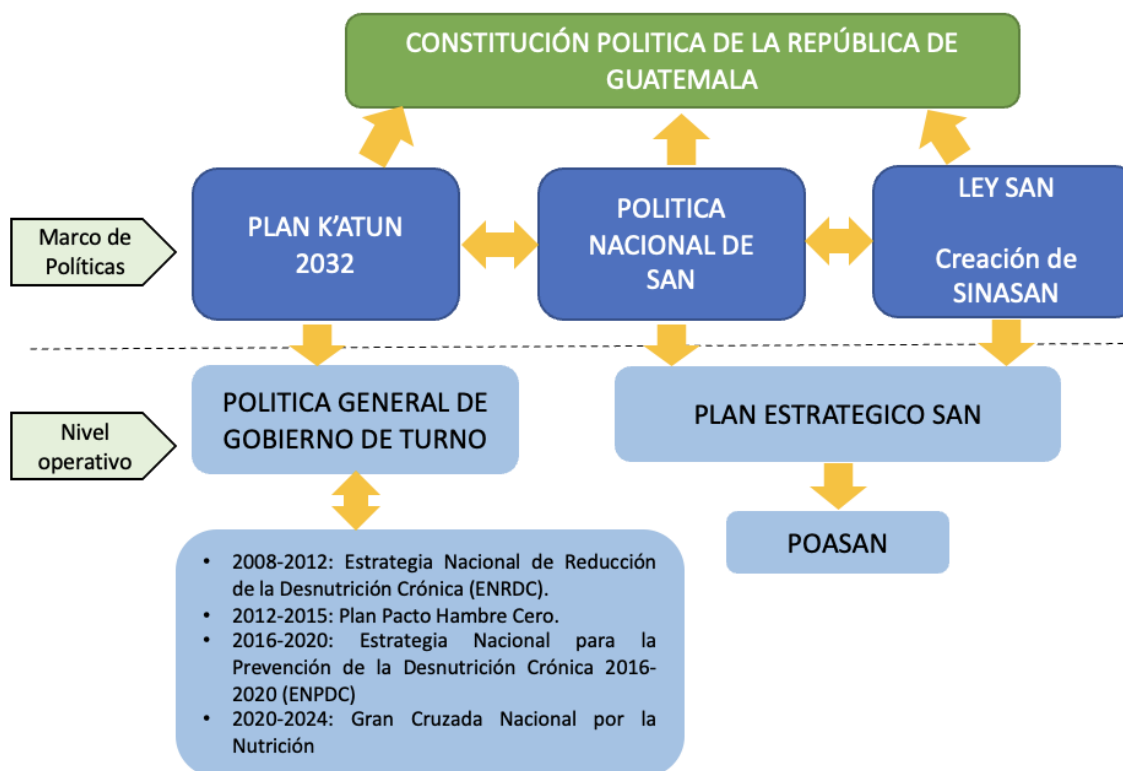 CONSTITUCIÓN POLITICA DE LA REPÚBLICA DE
GUATEMALA
Marco de
Políticas
PLAN K'ATUN
2032
POLITICA
NACIONAL DE
SAN
LEY SAN
Creación de
SINASAN
Nivel
operativo
POLITICA GENERAL DE
GOBIERNO DE TURNO
PLAN ESTRATEGICO SAN
POASAN
• 2008-2012: Estrategia Nacional de Reducción
de la Desnutrición Crónica (ENRDC).
• 2012-2015: Plan Pacto Hambre Cero.
• 2016-2020: Estrategia Nacional para la
Prevención de la Desnutrición Crónica 2016-
2020 (ENPDC)
• 2020-2024: Gran Cruzada Nacional por la
Nutrición